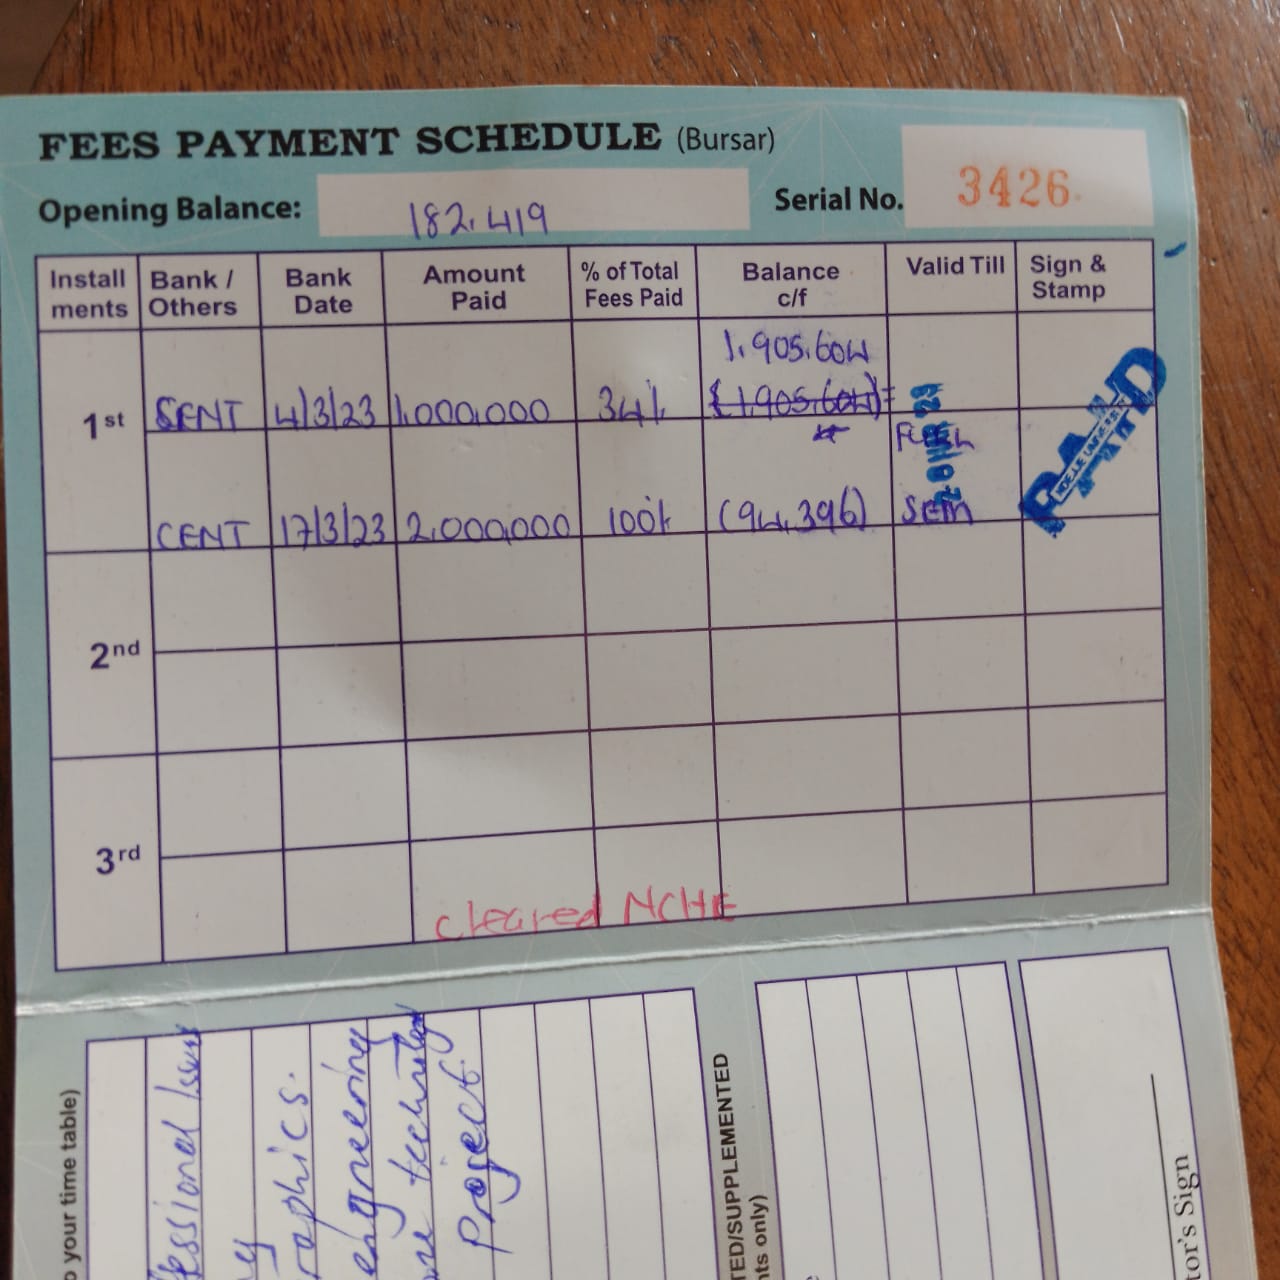 FEES PAYMENT SCHEDULE (Bursar)
Opening Balance: 182.419 Serial No. 3426
Install ments Bank / Others Bank Date Amount Paid % of Total Fees Paid Balance c/f Valid Till Sign & Stamp
1.905.604
1st CENT 4/3/23 1,000,000 34% (1,905,604)
Full
CENT 17/3/23 2,000,000 100% (94,396) SEM
PAID
2nd
3rd
cleared NCHE
o your time table)
fessional Issues
raphics.
engineering
technology
Project.
TED/SUPPLEMENTED
nts only)
tor's Sign